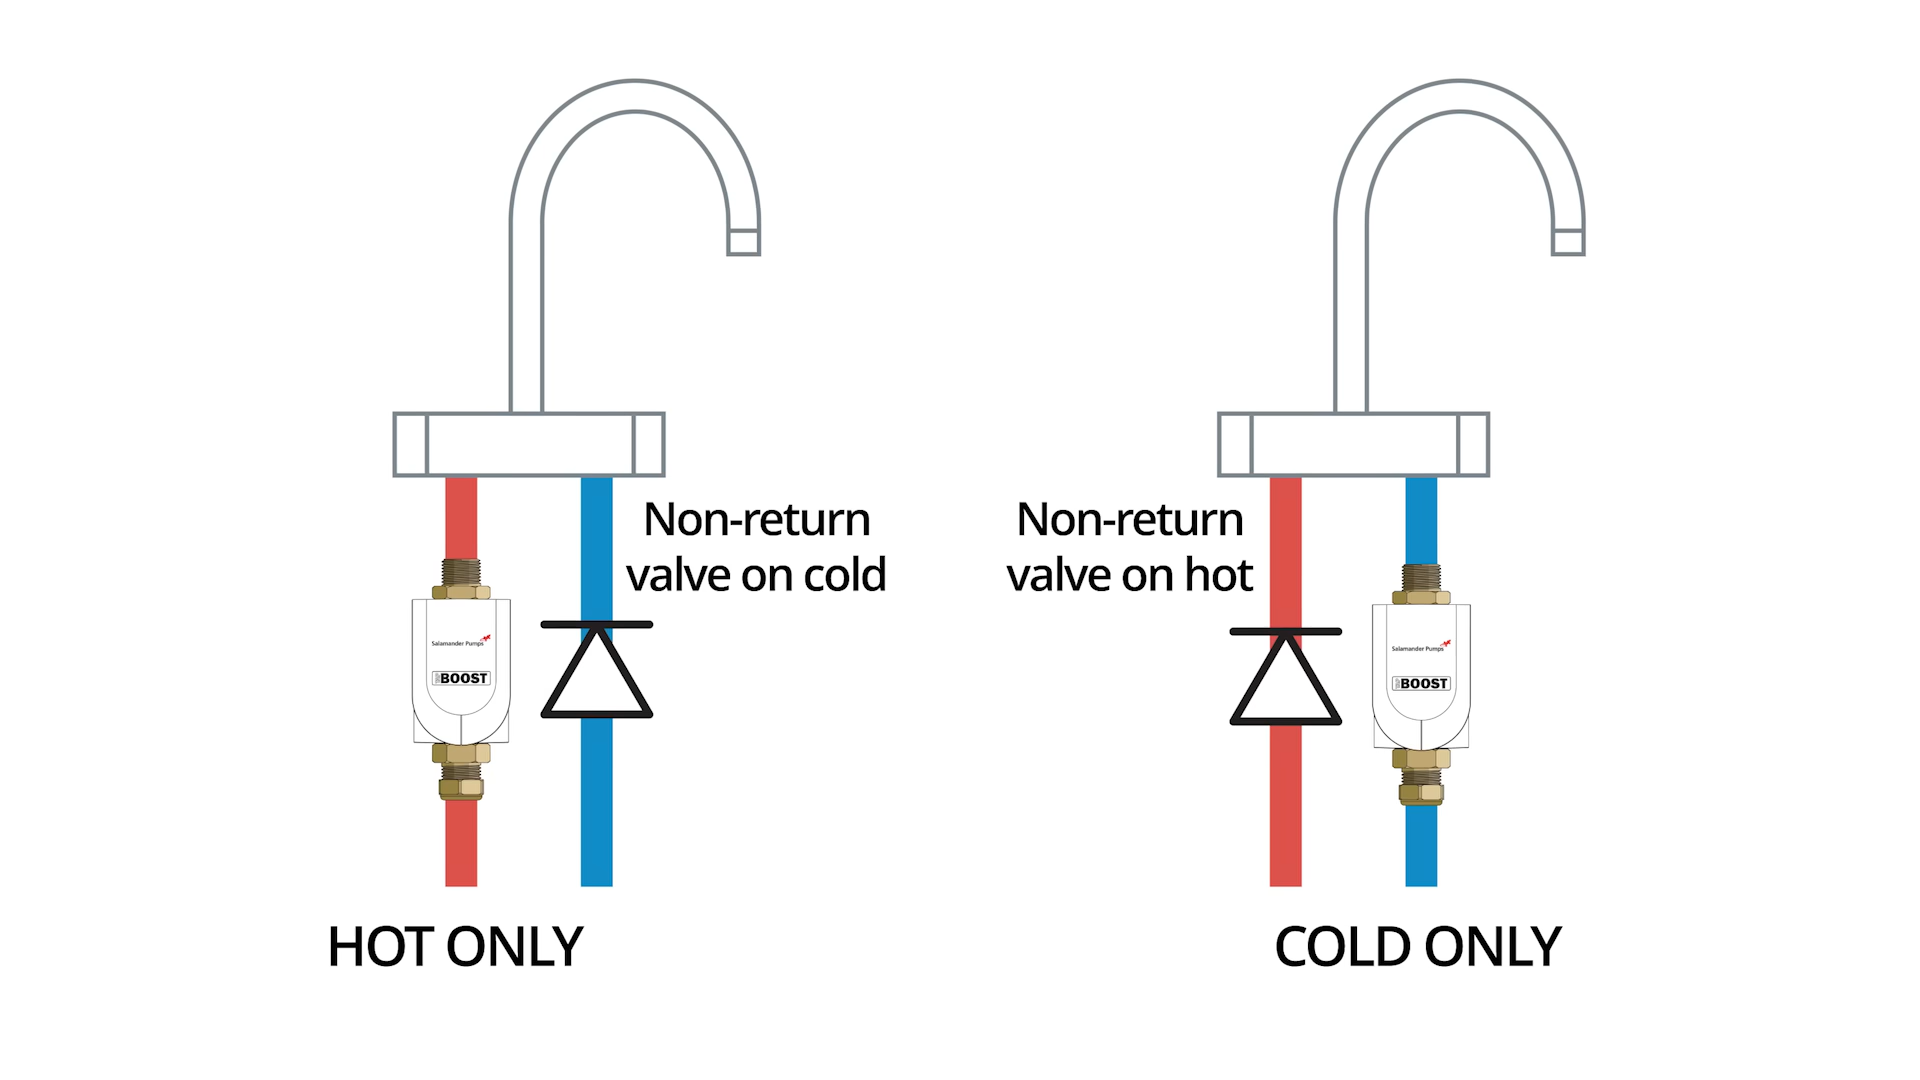 Non-return
valve on cold
Non-return
valve on hot
Salamander Pumps
BOOST
Salamander Pumps
BOOST
HOT ONLY
COLD ONLY